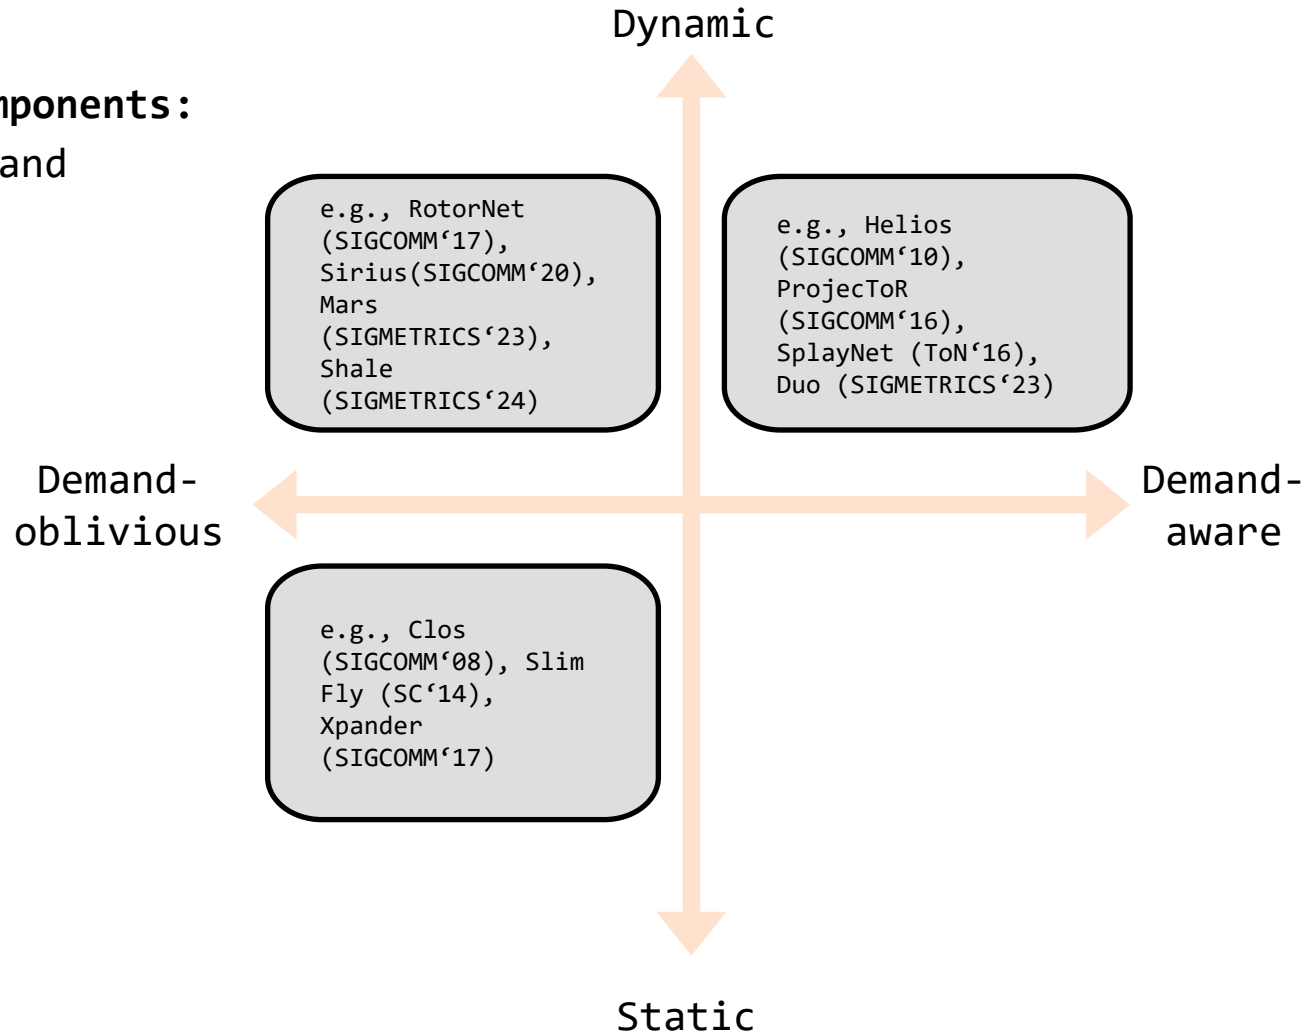 Dynamic
mponents:
and
e.g., RotorNet
(SIGCOMM‘17),
Sirius(SIGCOMM‘20),
Mars
(SIGMETRICS‘23),
Shale
(SIGMETRICS‘24)
e.g., Helios
(SIGCOMM‘10),
ProjecToR
(SIGCOMM‘16),
SplayNet (ToN‘16),
Duo (SIGMETRICS‘23)
Demand-
oblivious
Demand-
aware
e.g., Clos
(SIGCOMM‘08), Slim
Fly (SC‘14),
Xpander
(SIGCOMM‘17)
Static